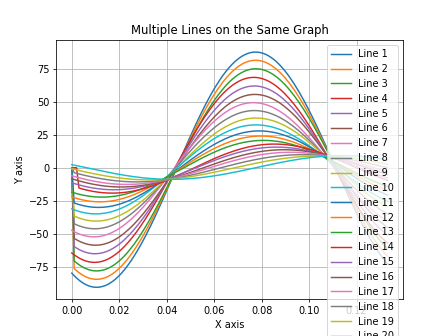 Multiple Lines on the Same Graph
Y axis
75
50
25
0
−25
−50
−75
0.00
0.02
0.04
0.06
0.08
0.10
X axis
Line 1
Line 2
Line 3
Line 4
Line 5
Line 6
Line 7
Line 8
Line 9
Line 10
Line 11
Line 12
Line 13
Line 14
Line 15
Line 16
Line 17
Line 18
Line 19
Line 20